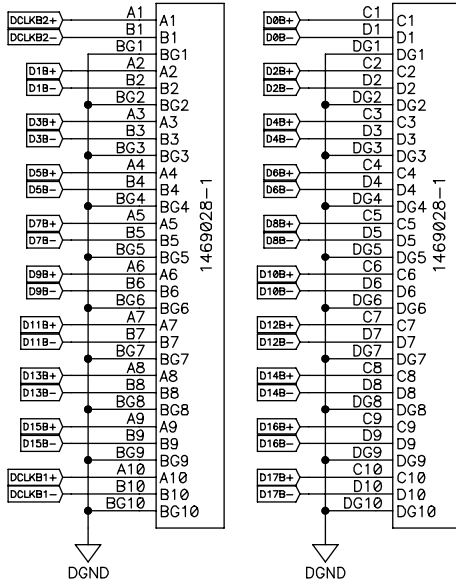 DCLKB2+ A1 A1
DCLKB2- B1 B1
BG1 BG1
D1B+ A2 A2
D1B- B2 B2
BG2 BG2
D3B+ A3 A3
D3B- B3 B3
BG3 BG3
D5B+ A4 A4
D5B- B4 B4
BG4 BG4
D7B+ A5 A5
D7B- B5 B5
BG5 BG5
D9B+ A6 A6
D9B- B6 B6
BG6 BG6
D11B+ A7 A7
D11B- B7 B7
BG7 BG7
D13B+ A8 A8
D13B- B8 B8
BG8 BG8
D15B+ A9 A9
D15B- B9 B9
BG9 BG9
DCLKB1+ A10 A10
DCLKB1- B10 B10
BG10 BG10
1469028-1
DGND
D0B+ C1 C1
D0B- D1 D1
DG1 DG1
D2B+ C2 C2
D2B- D2 D2
DG2 DG2
D4B+ C3 C3
D4B- D3 D3
DG3 DG3
D6B+ C4 C4
D6B- D4 D4
DG4 DG4
D8B+ C5 C5
D8B- D5 D5
DG5 DG5
D10B+ C6 C6
D10B- D6 D6
DG6 DG6
D12B+ C7 C7
D12B- D7 D7
DG7 DG7
D14B+ C8 C8
D14B- D8 D8
DG8 DG8
D16B+ C9 C9
D16B- D9 D9
DG9 DG9
D17B+ C10 C10
D17B- D10 D10
DG10 DG10
1469028-1
DGND